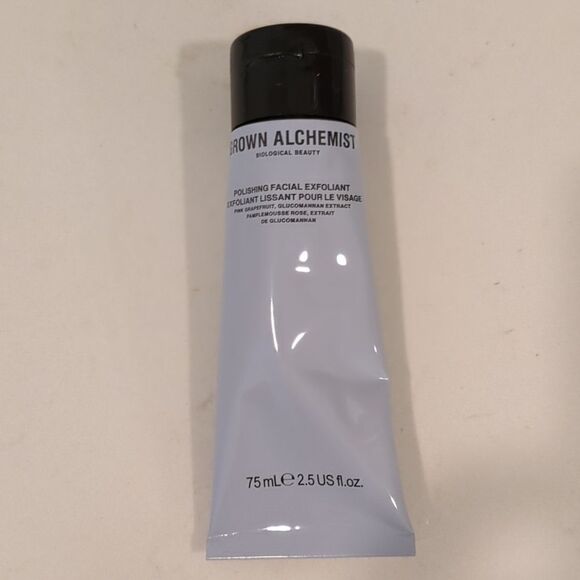 GROWN ALCHEMIST
BIOLOGICAL BEAUTY
POLISHING FACIAL EXFOLIANT
EXFOLIANT LISSANT POUR LE VISAGE
PINK GRAPEFRUIT, GLUCOMANNAN EXTRACT
PAMPLEMOUSSE ROSE, EXTRAIT
DE GLUCOMANNAN
75 mL℮ 2.5 US fl.oz.